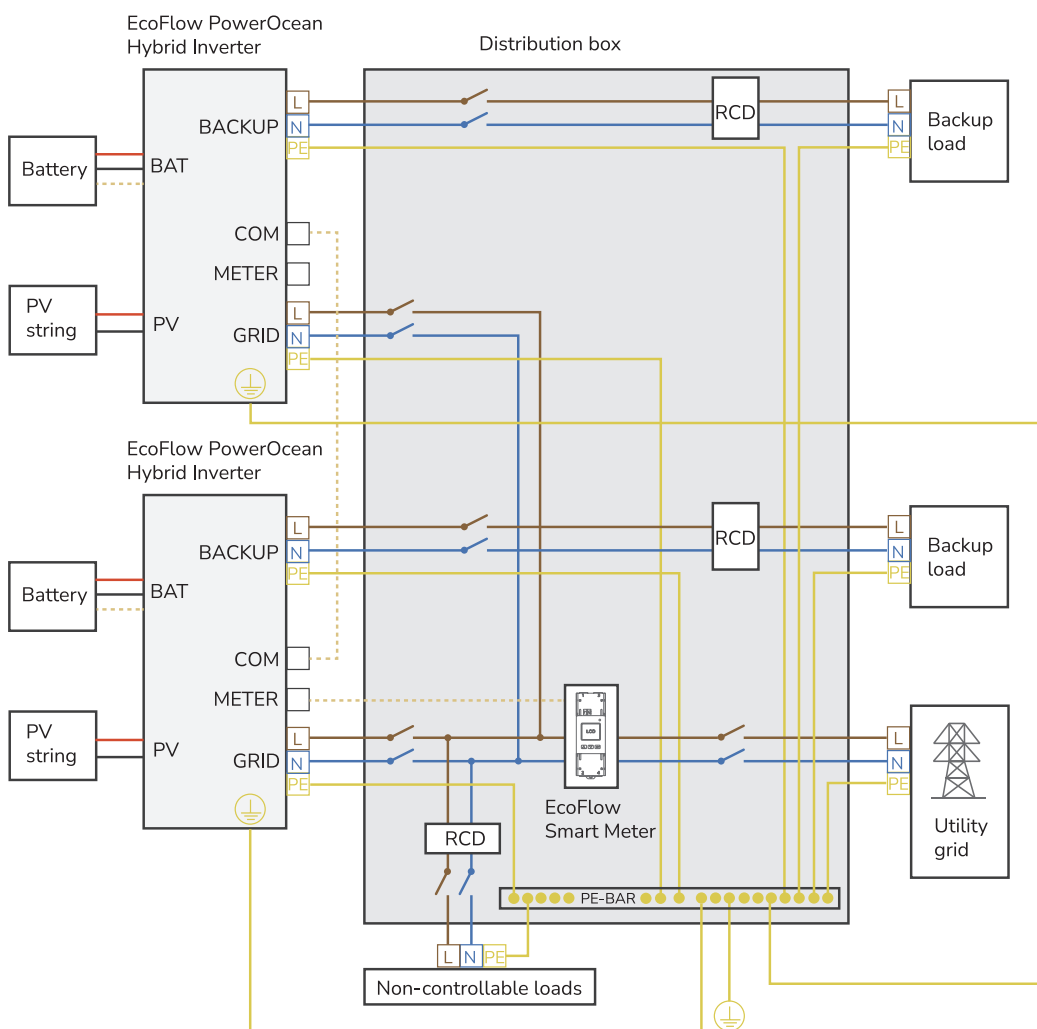 EcoFlow PowerOcean
Hybrid Inverter
Distribution box
L
N
PE
BACKUP
RCD
L
N
PE
Backup
load
Battery
BAT
COM
METER
PV
string
PV
L
N
PE
GRID
EcoFlow PowerOcean
Hybrid Inverter
L
N
PE
BACKUP
RCD
L
N
PE
Backup
load
Battery
BAT
COM
METER
PV
string
PV
L
N
PE
GRID
LCD
EcoFlow
Smart Meter
L
N
PE
Utility
grid
RCD
PE-BAR
L
N
PE
Non-controllable loads